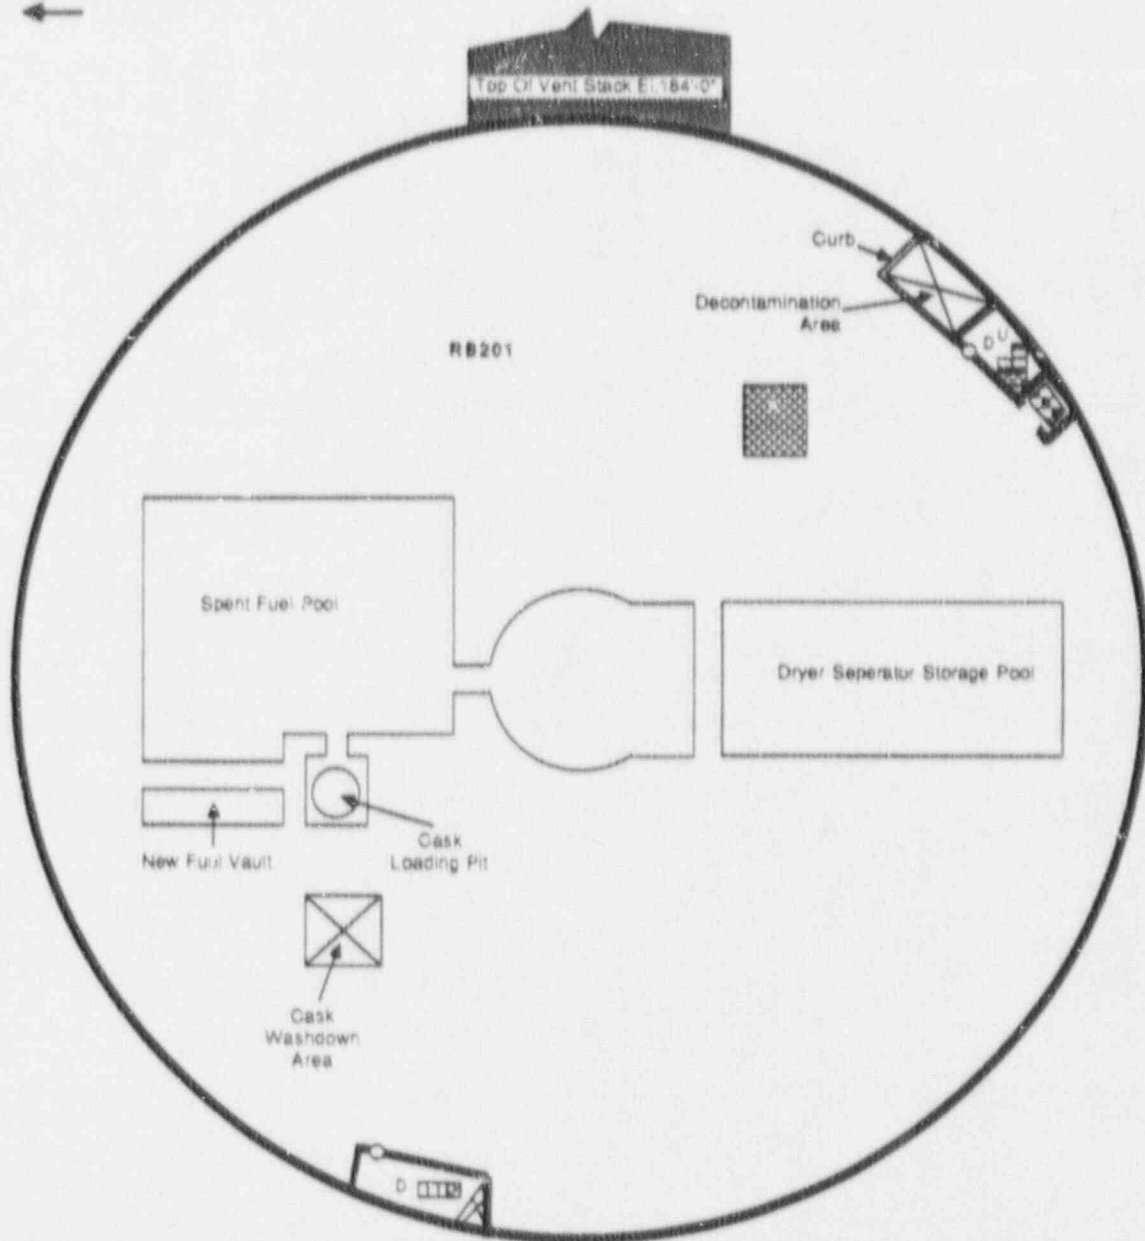 Top Of Vent Stack El.184'-0"
Curb
Decontamination
Area
RB201
D U
Spent Fuel Pool
Dryer Seperator Storage Pool
New Fuel Vault
Cask
Loading Pit
Cask
Washdown
Area
D